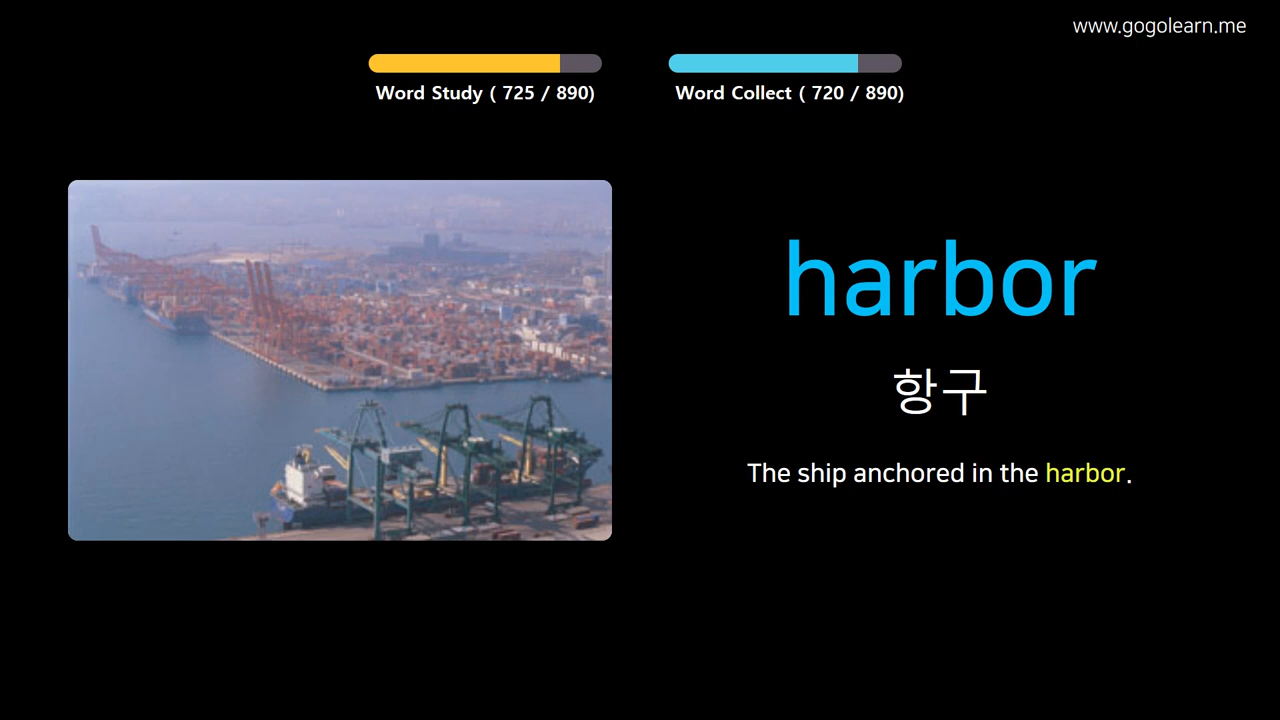 www.gogolearn.me
Word Study ( 725 / 890)
Word Collect ( 720 / 890)
harbor
항구
The ship anchored in the harbor.